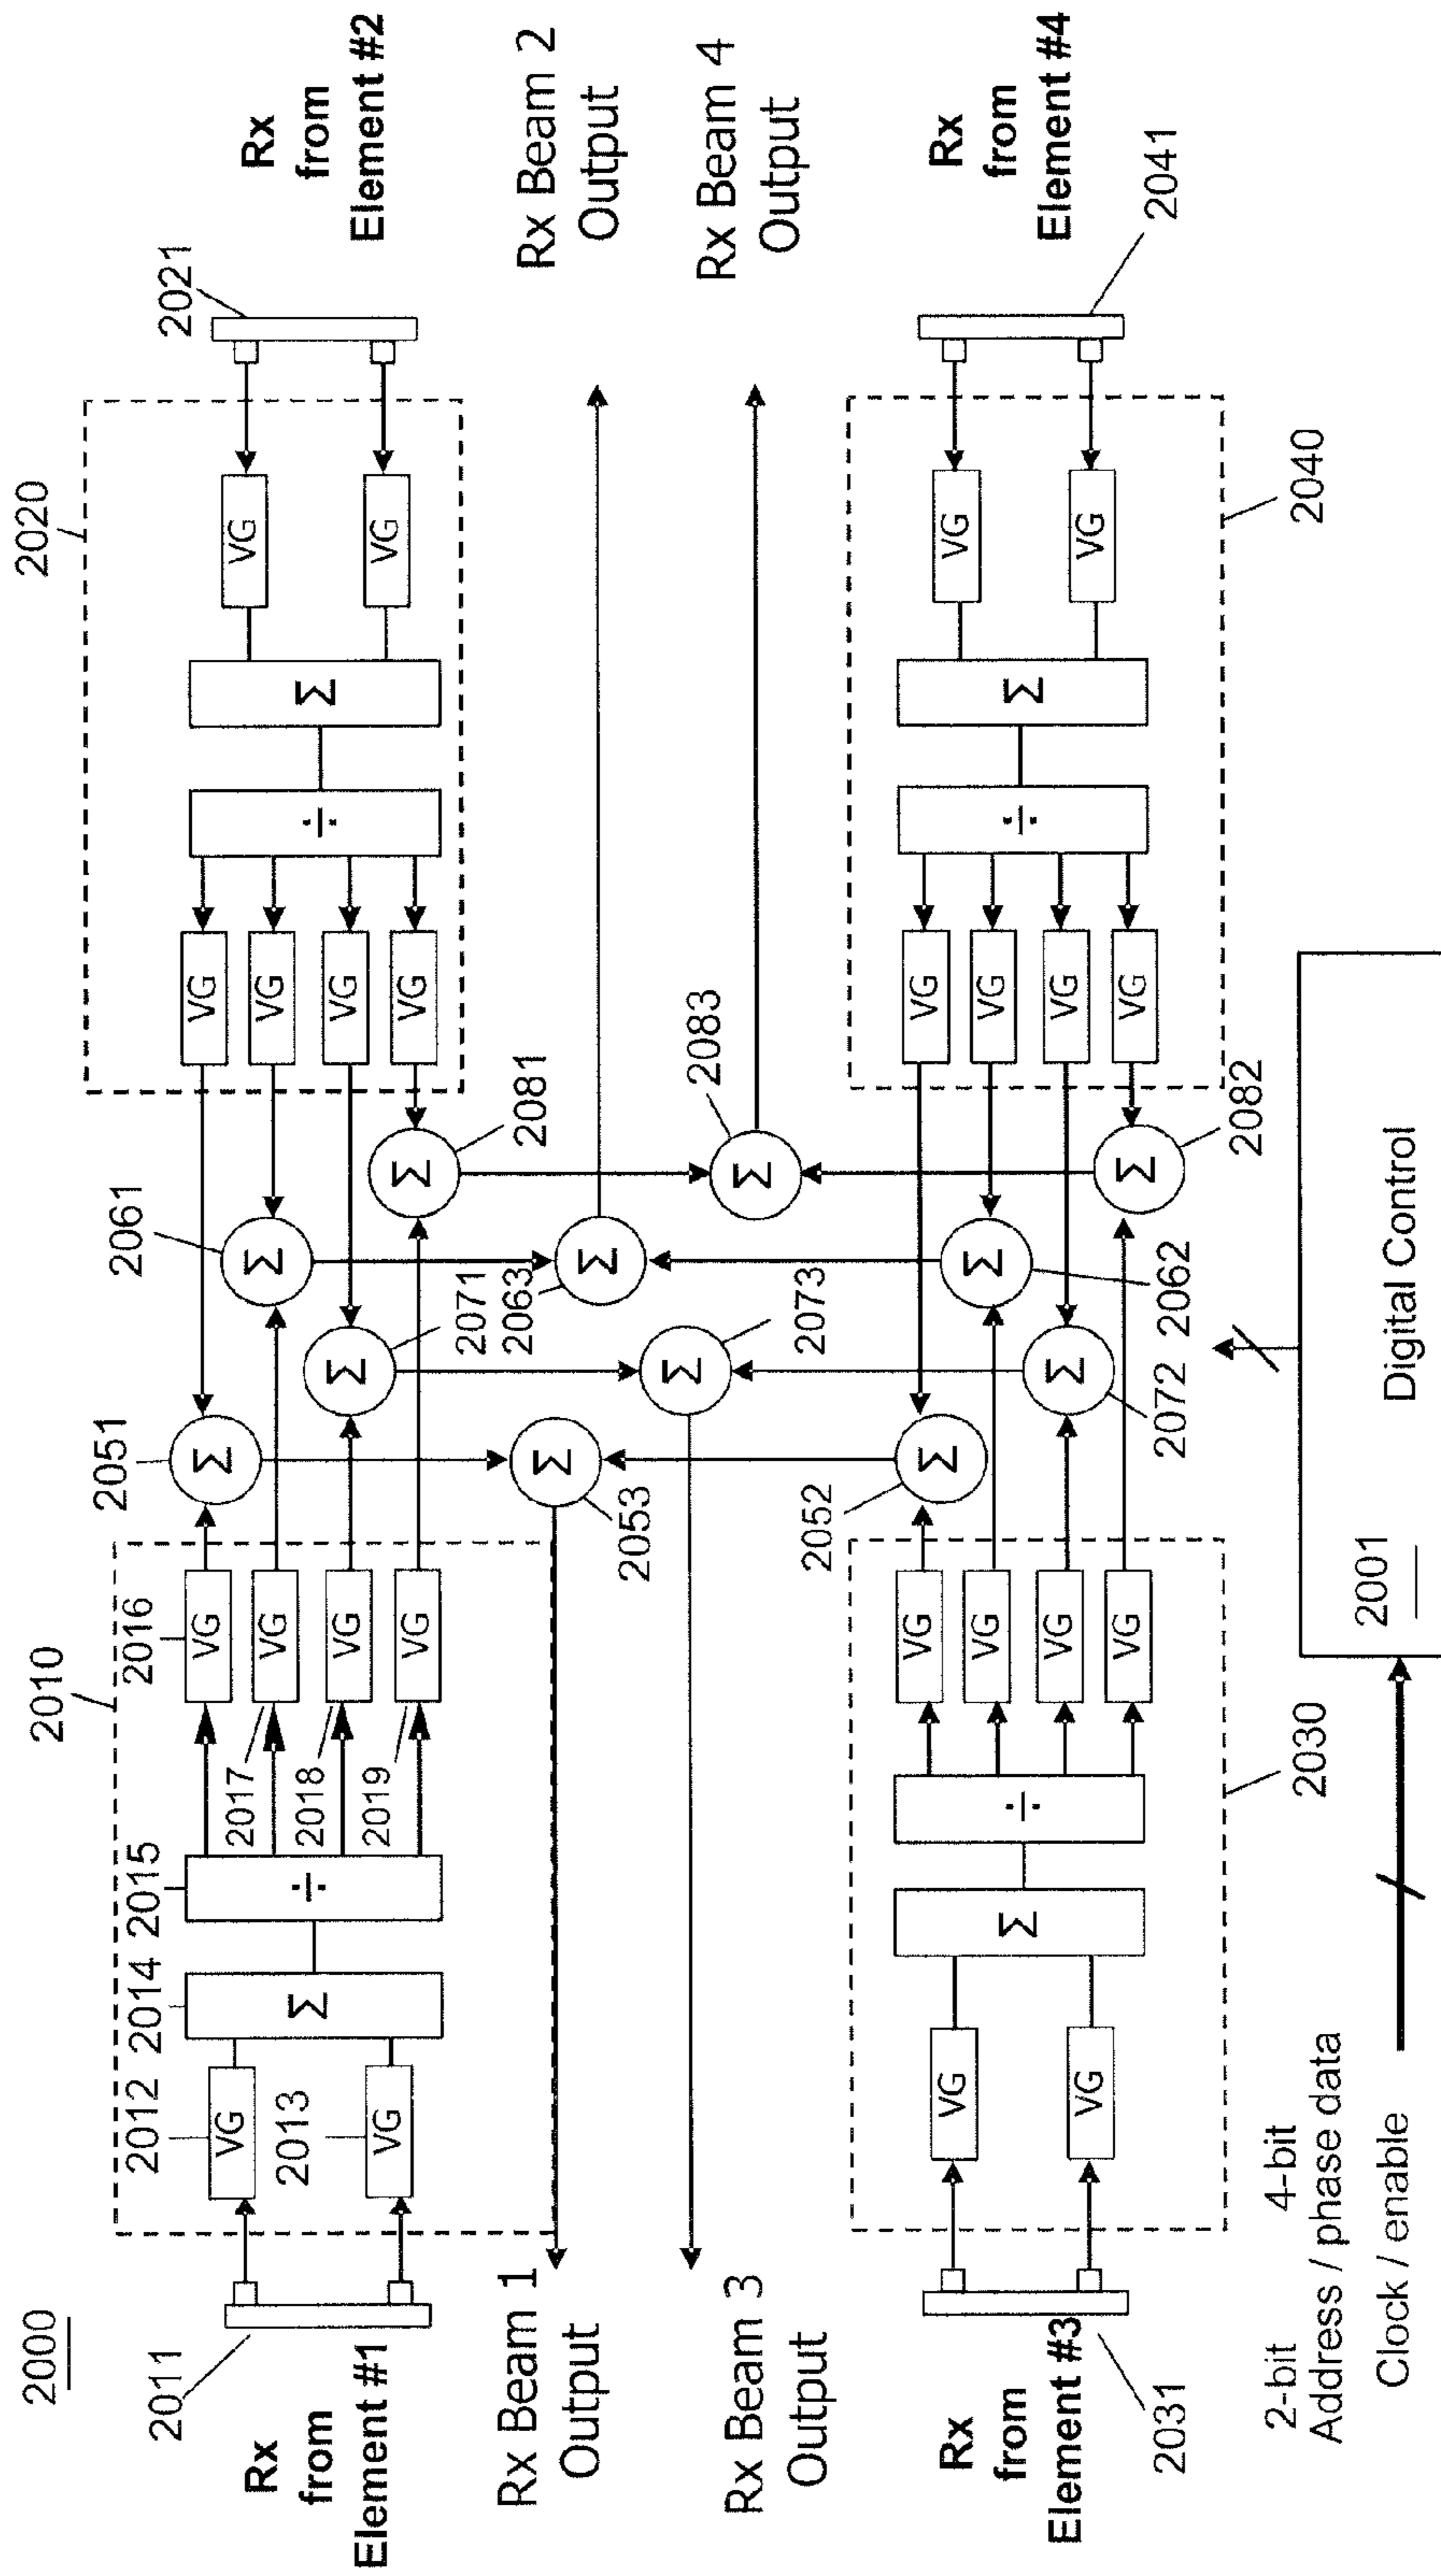 2000
2010
2020
2011
2012
2014
2015
2016
2051
2061
2021
VG
Σ
÷
VG
Σ
VG
Σ
VG
÷
Σ
VG
Rx
from
Element #1
2013
VG
2017
VG
VG
VG
Rx
from
Element #2
2018
VG
Σ
2071
VG
2019
VG
Σ
2081
VG
VG
Rx Beam 1
Output
Σ
2053
2063
Σ
Rx Beam 2
Output
Rx Beam 3
Output
Σ
2073
Σ
2083
Rx Beam 4
Output
2052
Rx
from
Element #3
2031
VG
VG
Σ
÷
VG
VG
VG
VG
Σ
Σ
Σ
Σ
2072
2062
2082
VG
VG
VG
VG
÷
Σ
VG
VG
Rx
from
Element #4
2041
2030
2040
2-bit 4-bit
Address / phase data
Clock / enable
2001
Digital Control